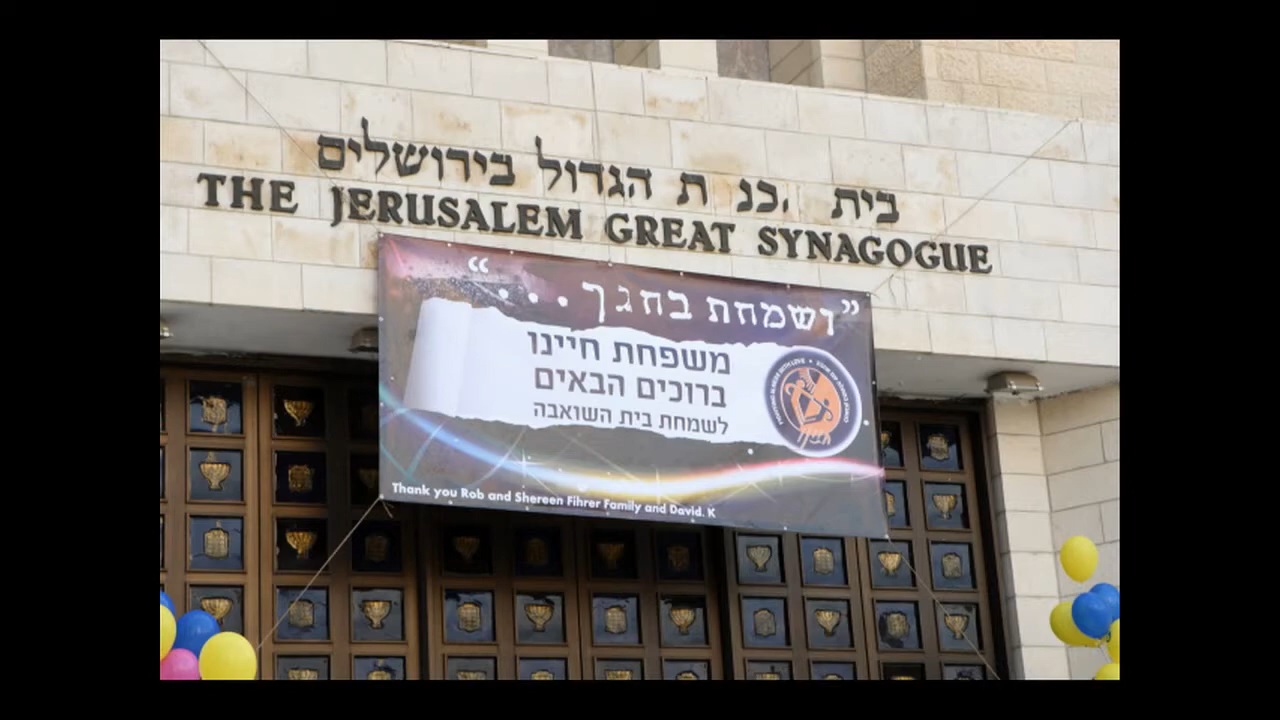 בית כנ ת הגדול בירושלים
THE JERUSALEM GREAT SYNAGOGUE
”ושמחת בחגך...“
משפחת חיינו
ברוכים הבאים
לשמחת בית השואבה
Thank you Rob and Shereen Fihrer Family and David. K